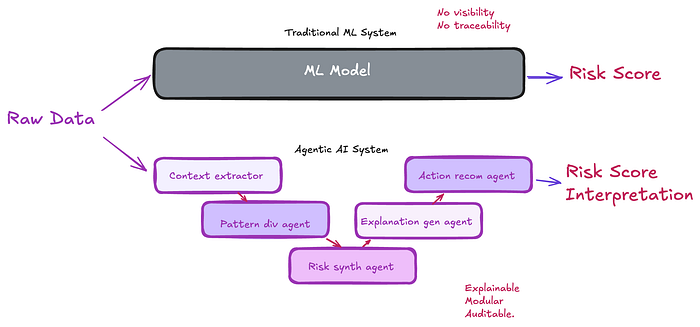 No visibility
No traceability
Traditional ML System
ML Model
Risk Score
Raw Data
Agentic AI System
Context extractor
Action recom agent
Risk Score
Interpretation
Pattern div agent
Explanation gen agent
Risk synth agent
Explainable
Modular
Auditable.